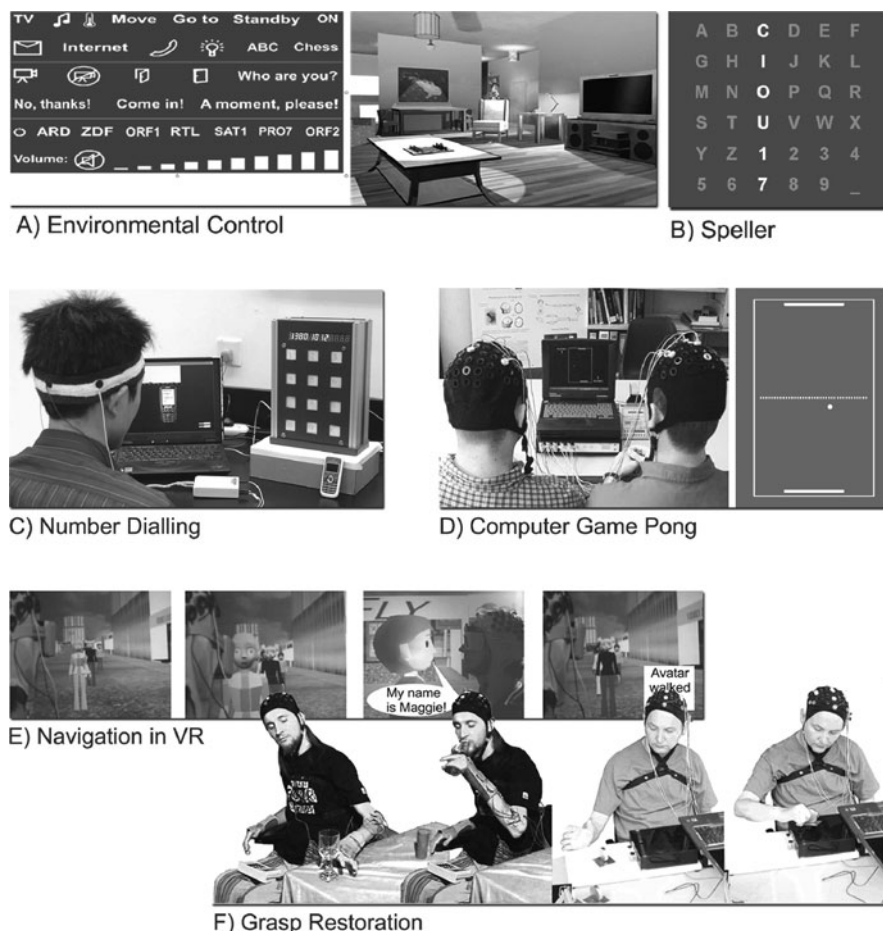 TV Move Go to Standby ON
Internet ABC Chess
Who are you?
No, thanks! Come in! A moment, please!
ARD ZDF ORF1 RTL SAT1 PRO7 ORF2
Volume:
A) Environmental Control
A B C D E F
G H I J K L
M N O P Q R
S T U V W X
Y Z 1 2 3 4
5 6 7 8 9 _
B) Speller
C) Number Dialling
D) Computer Game Pong
FLY
My name
is Maggie!
Avatar
walked
E) Navigation in VR
F) Grasp Restoration